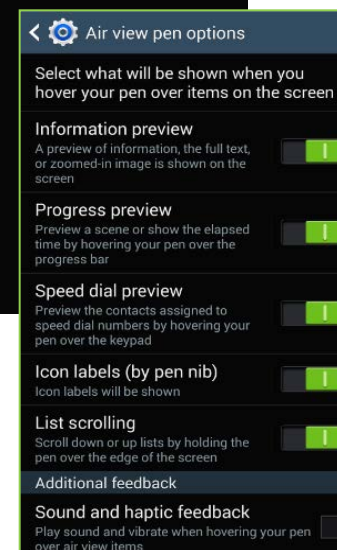 Air view pen options
Select what will be shown when you
hover your pen over items on the screen
Information preview
A preview of information, the full text,
or zoomed-in image is shown on the
screen
Progress preview
Preview a scene or show the elapsed
time by hovering your pen over the
progress bar
Speed dial preview
Preview the contacts assigned to
speed dial numbers by hovering your
pen over the keypad
Icon labels (by pen nib)
Icon labels will be shown
List scrolling
Scroll down or up lists by holding the
pen over the edge of the screen
Additional feedback
Sound and haptic feedback
Play sound and vibrate when hovering your pen
over air view items